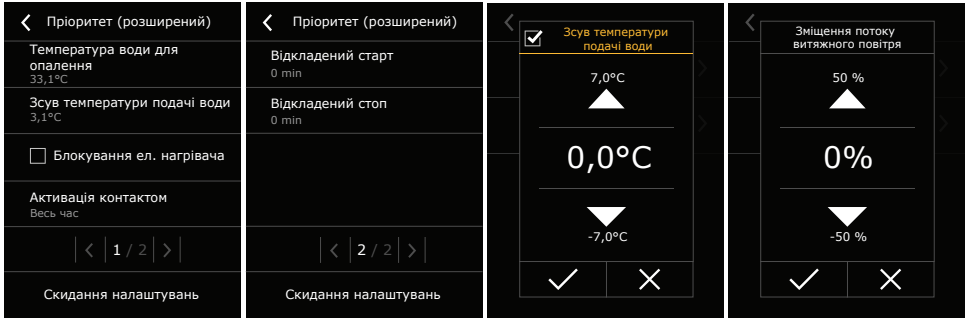 Пріоритет (розширений)
Температура води для
опалення
33,1°C
Зсув температури подачі води
3,1°C
Блокування ел. нагрівача
Активація контактом
Весь час
1 / 2
Скидання налаштувань
Пріоритет (розширений)
Відкладений старт
0 min
Відкладений стоп
0 min
2 / 2
Скидання налаштувань
Зсув температури
подачі води
7,0°C
0,0°C
-7,0°C
Зміщення потоку
витяжного повітря
50 %
0%
-50 %